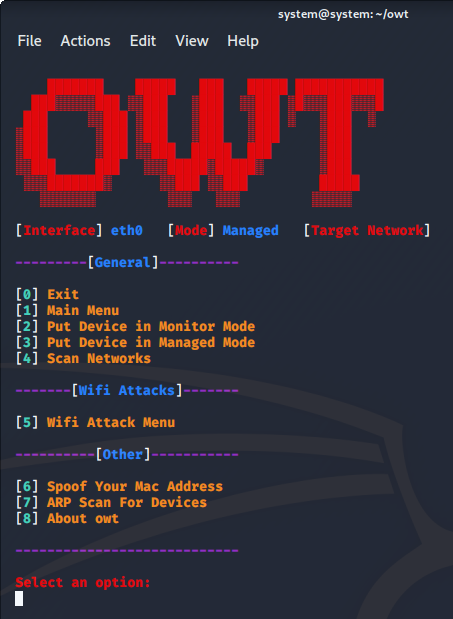 system@system: ~/owt
File Actions Edit View Help
OWT
[Interface] eth0 [Mode] Managed [Target Network]
---------[General]----------
[0] Exit
[1] Main Menu
[2] Put Device in Monitor Mode
[3] Put Device in Managed Mode
[4] Scan Networks
-------[Wifi Attacks]-------
[5] Wifi Attack Menu
----------[Other]-----------
[6] Spoof Your Mac Address
[7] ARP Scan For Devices
[8] About owt
----------------------------
Select an option: